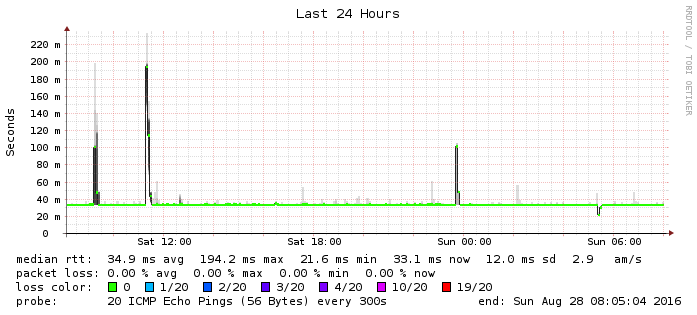 Last 24 Hours
RRDTOOL / TOBI OETIKER
Seconds
220 m
200 m
180 m
160 m
140 m
120 m
100 m
80 m
60 m
40 m
20 m
0
Sat 12:00 Sat 18:00 Sun 00:00 Sun 06:00
median rtt: 34.9 ms avg 194.2 ms max 21.6 ms min 33.1 ms now 12.0 ms sd 2.9 am/s
packet loss: 0.00 % avg 0.00 % max 0.00 % min 0.00 % now
loss color: 0 1/20 2/20 3/20 4/20 10/20 19/20
probe: 20 ICMP Echo Pings (56 Bytes) every 300s end: Sun Aug 28 08:05:04 2016